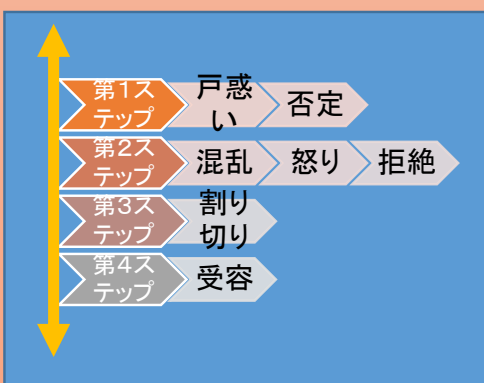 第1ス
テップ
戸惑
い
否定
第2ス
テップ
混乱
怒り
拒絶
第3ス
テップ
割り
切り
第4ス
テップ
受容